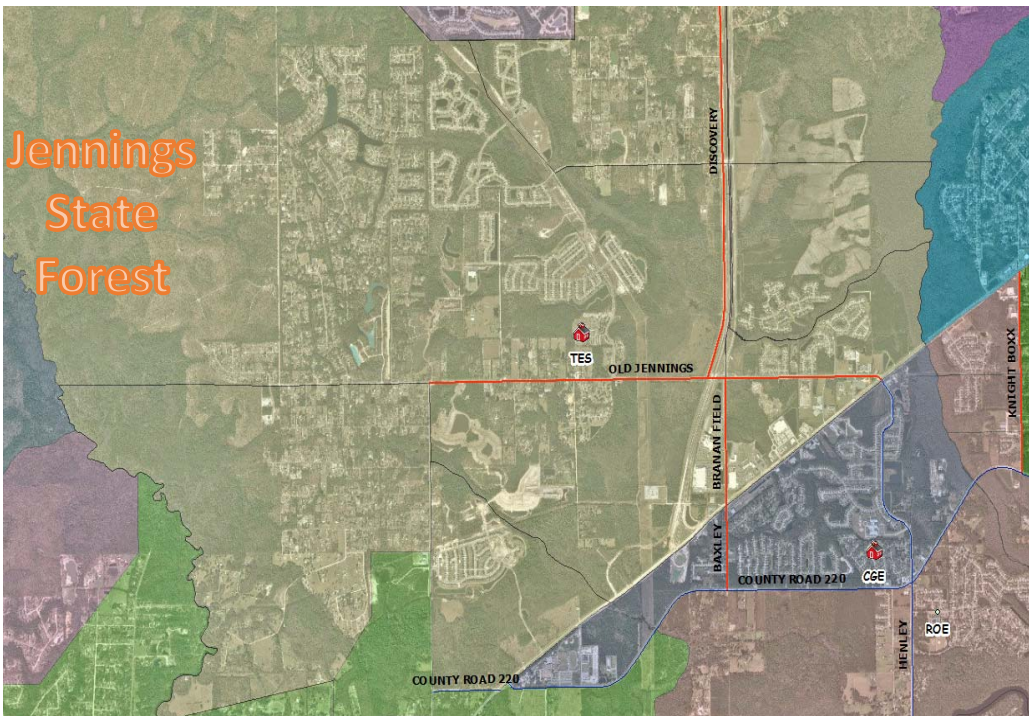 Jennings
State
Forest
DISCOVERY
TES
OLD JENNINGS
KNIGHT BOXX
BRANAN FIELD
BAXLEY
CGE
COUNTY ROAD 220
ROE
HENLEY
COUNTY ROAD 220